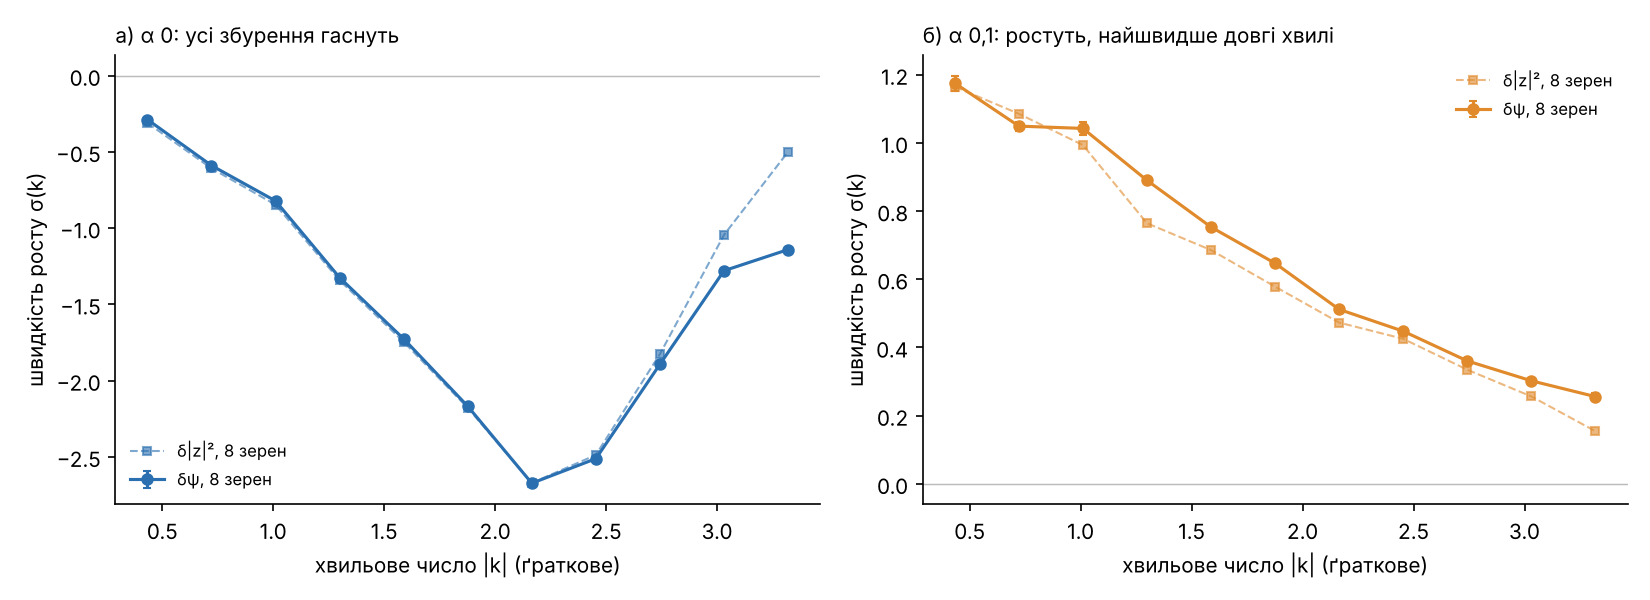 а) α 0: усі збурення гаснуть
0.0
−0.5
−1.0
−1.5
−2.0
−2.5
швидкість росту σ(k)
δ|z|², 8 зерен
δψ, 8 зерен
0.5 1.0 1.5 2.0 2.5 3.0
хвильове число |k| (ґраткове)
б) α 0,1: ростуть, найшвидше довгі хвилі
1.2
1.0
0.8
0.6
0.4
0.2
0.0
швидкість росту σ(k)
δ|z|², 8 зерен
δψ, 8 зерен
0.5 1.0 1.5 2.0 2.5 3.0
хвильове число |k| (ґраткове)